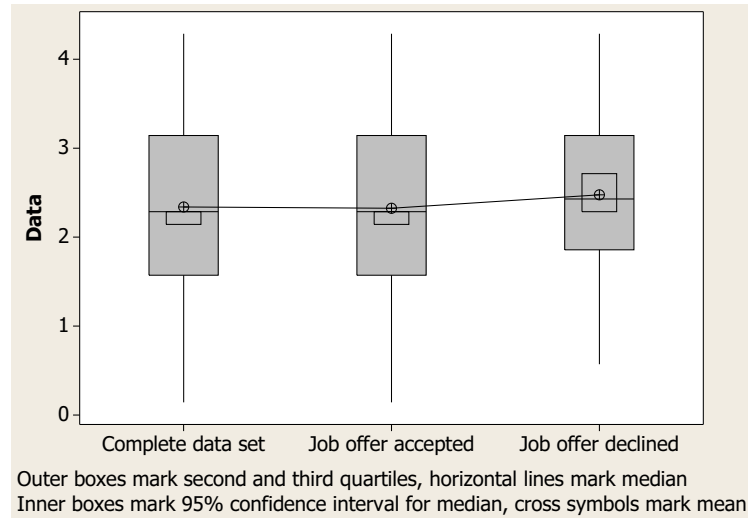 4
3
Data
2
1
0
Complete data set Job offer accepted Job offer declined
Outer boxes mark second and third quartiles, horizontal lines mark median
Inner boxes mark 95% confidence interval for median, cross symbols mark mean